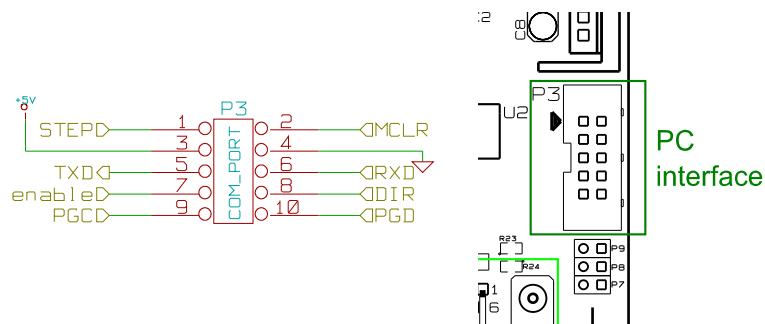 +5V
P3
STEP 1 2 MCLR
3 4
TXD 5 6 RXD
enable 7 8 DIR
PGC 9 10 PGD
COM_PORT
C8
P3
U2
PC
interface
R23
R24
P9
P8
P7
1
6